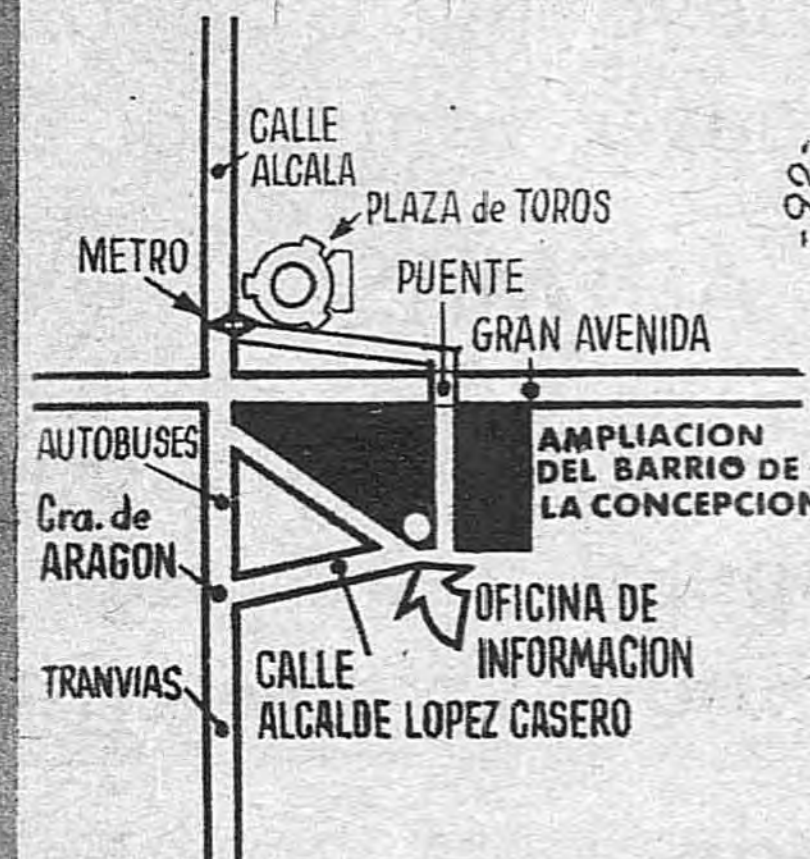 CALLE
ALCALA
PLAZA de TOROS
-92-
METRO
PUENTE
GRAN AVENIDA
AUTOBUSES
AMPLIACION
DEL BARRIO DE
LA CONCEPCION
Cra. de
ARAGON
OFICINA DE
INFORMACION
TRANVIAS
CALLE
ALCALDE LOPEZ CASERO